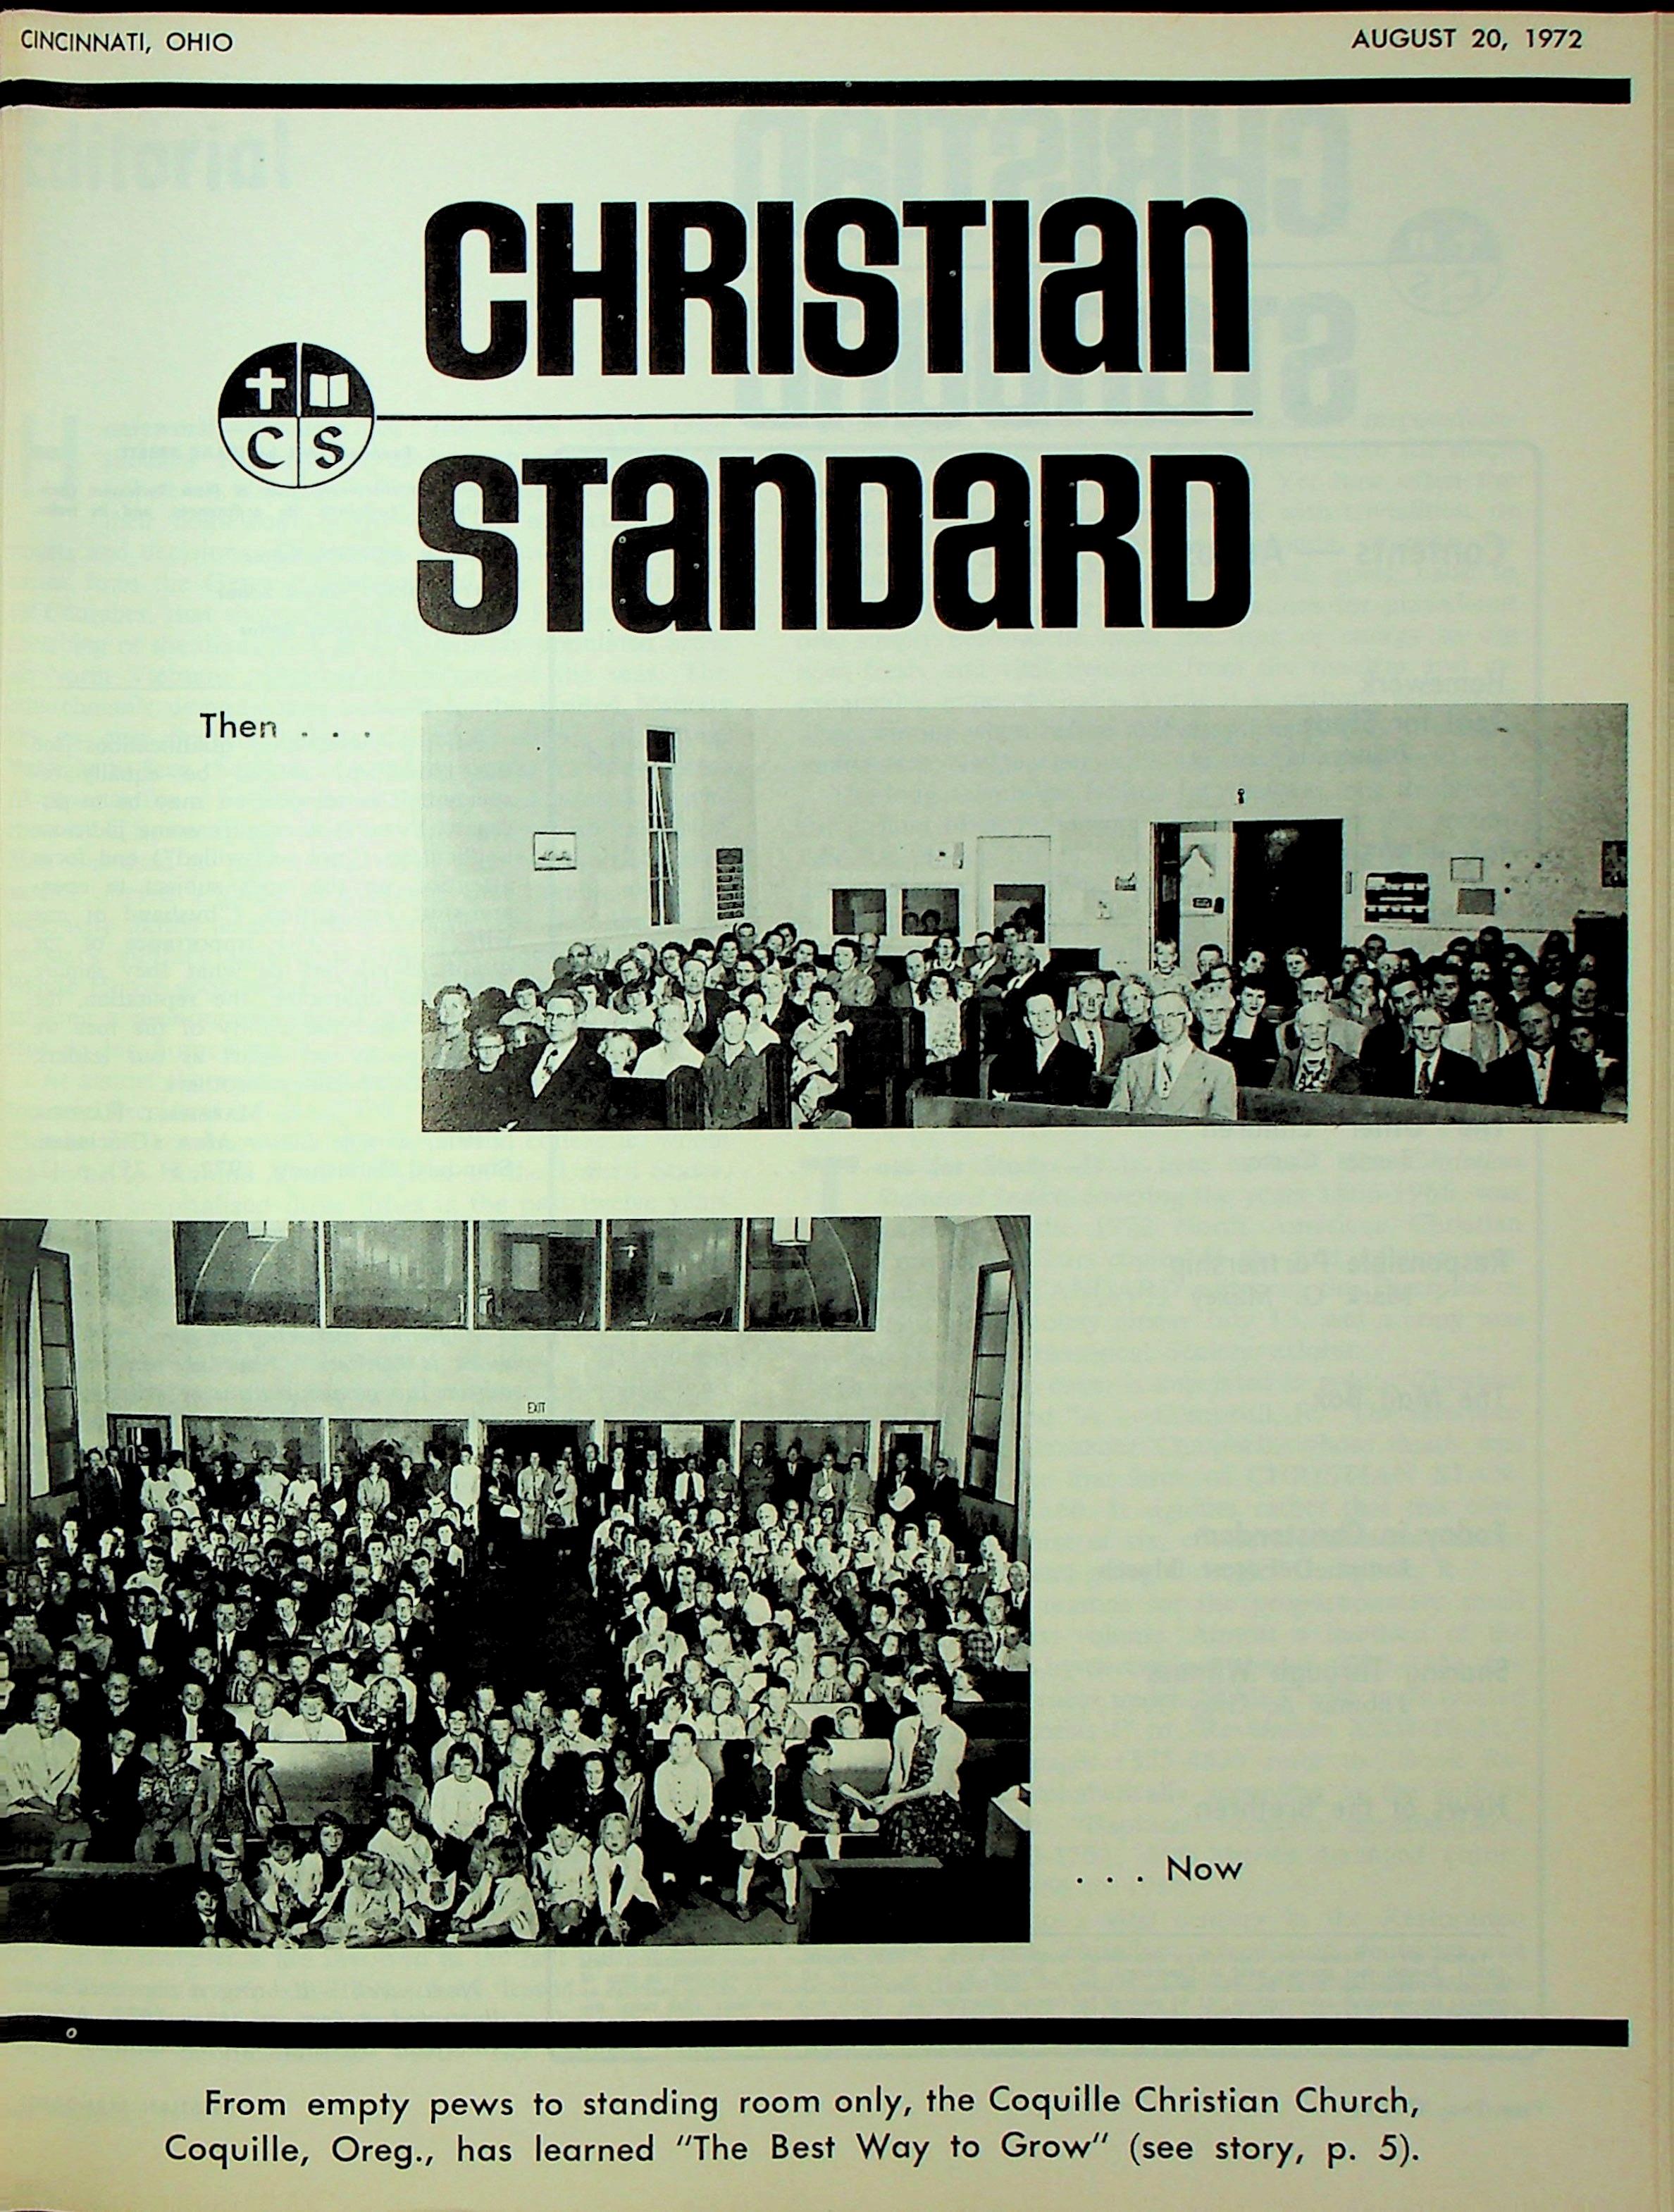 CINCINNATI, OHIO
AUGUST 20, 1972
CHRISTIan
C S
STanDaRD
Then . . .
EXIT
. . . Now
From empty pews to standing room only, the Coquille Christian Church,
Coquille, Oreg., has learned "The Best Way to Grow" (see story, p. 5).